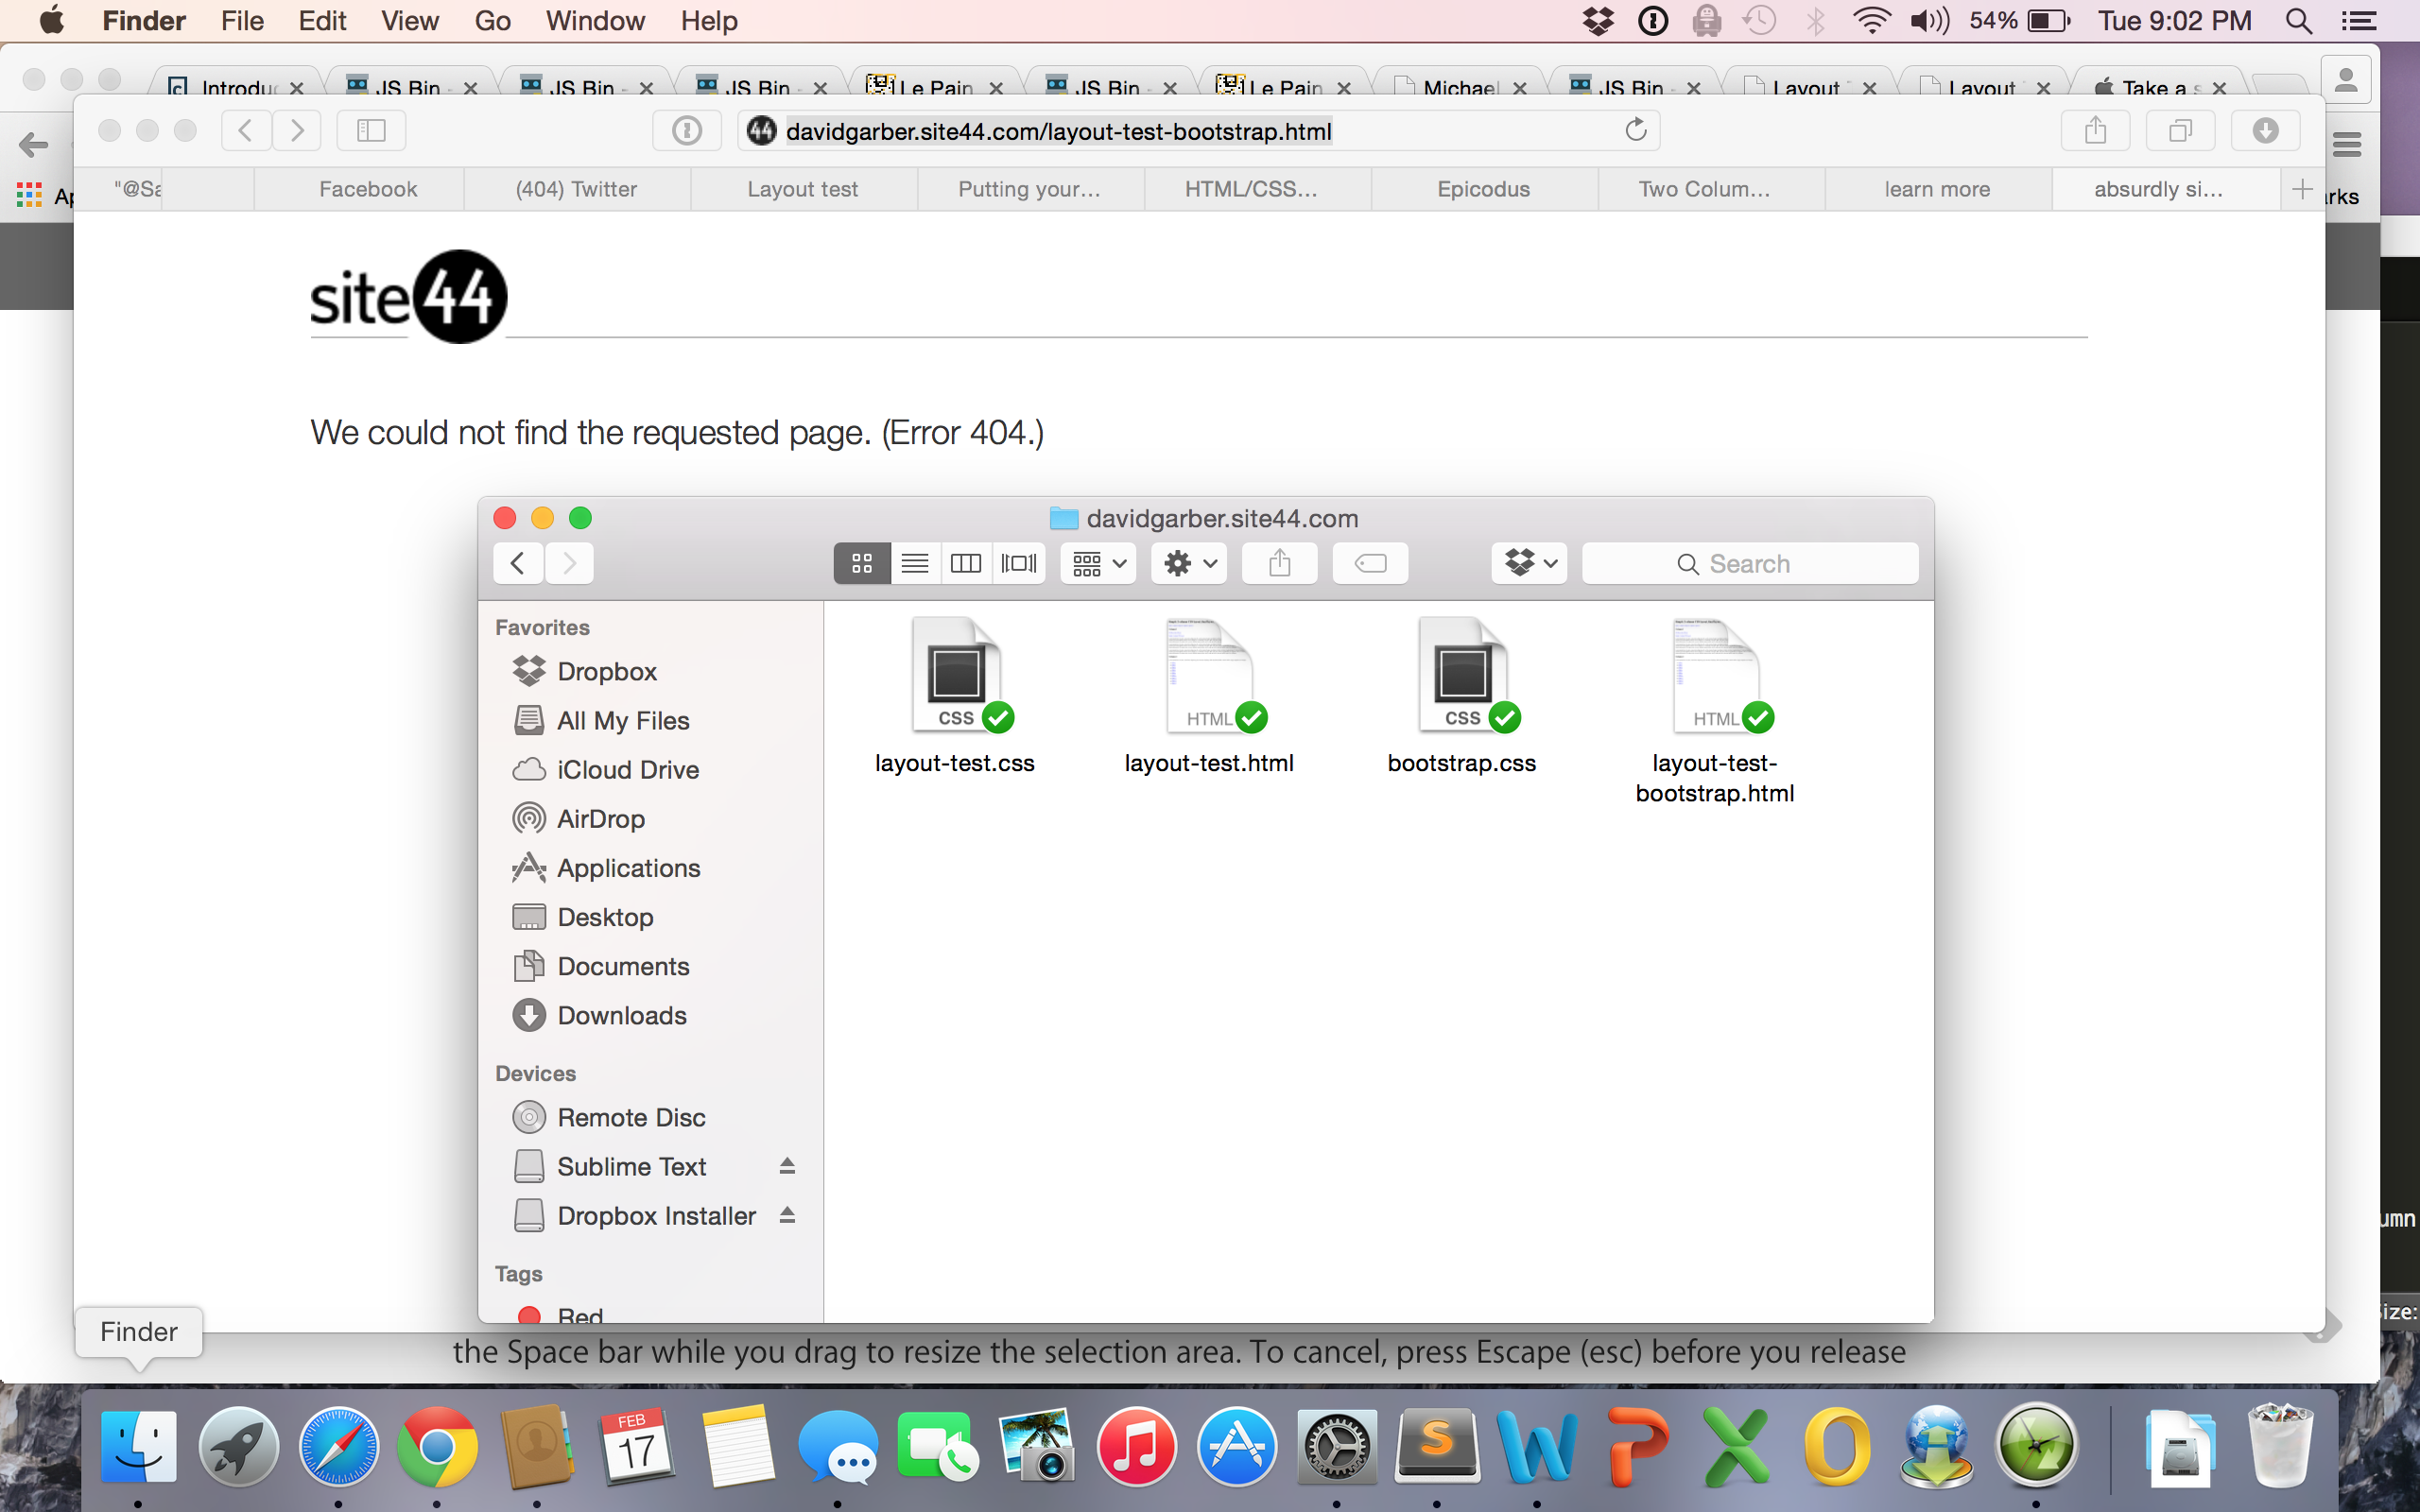 Finder File Edit View Go Window Help 54% Tue 9:02 PM
Introdu JS Bin - JS Bin - JS Bin - Le Pain JS Bin - Le Pain Michael JS Bin - Layout Layout Take a s
44 davidgarber.site44.com/layout-test-bootstrap.html
"@Sa Facebook (404) Twitter Layout test Putting your... HTML/CSS... Epicodus Two Colum... learn more absurdly si...
Ap
rks
site44
We could not find the requested page. (Error 404.)
davidgarber.site44.com
Search
Favorites
Dropbox
All My Files
iCloud Drive
AirDrop
Applications
Desktop
Documents
Downloads
Devices
Remote Disc
Sublime Text
Dropbox Installer
Tags
Red
CSS
layout-test.css
HTML
layout-test.html
CSS
bootstrap.css
HTML
layout-test-
bootstrap.html
umn
ize:
Finder
the Space bar while you drag to resize the selection area. To cancel, press Escape (esc) before you release
FEB
17